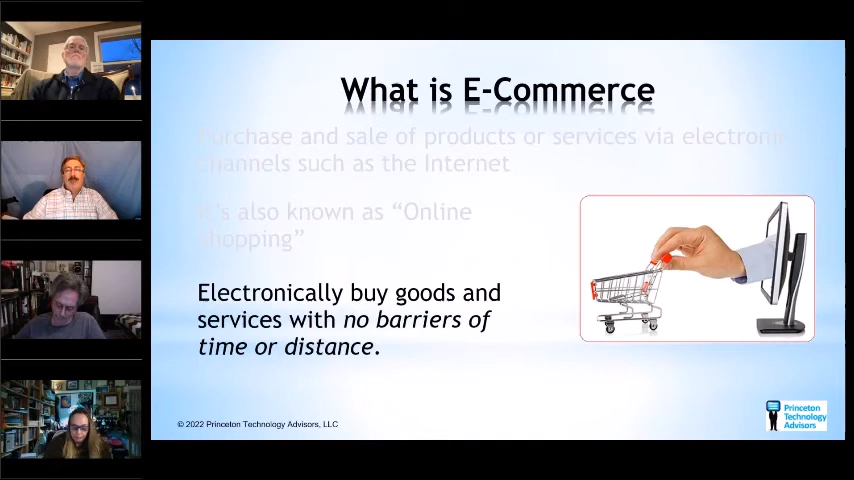 What is E-Commerce
Purchase and sale of products or services via electronic
channels such as the Internet
It's also known as “Online
shopping”
Electronically buy goods and
services with no barriers of
time or distance.
© 2022 Princeton Technology Advisors, LLC
Princeton
Technology
Advisors